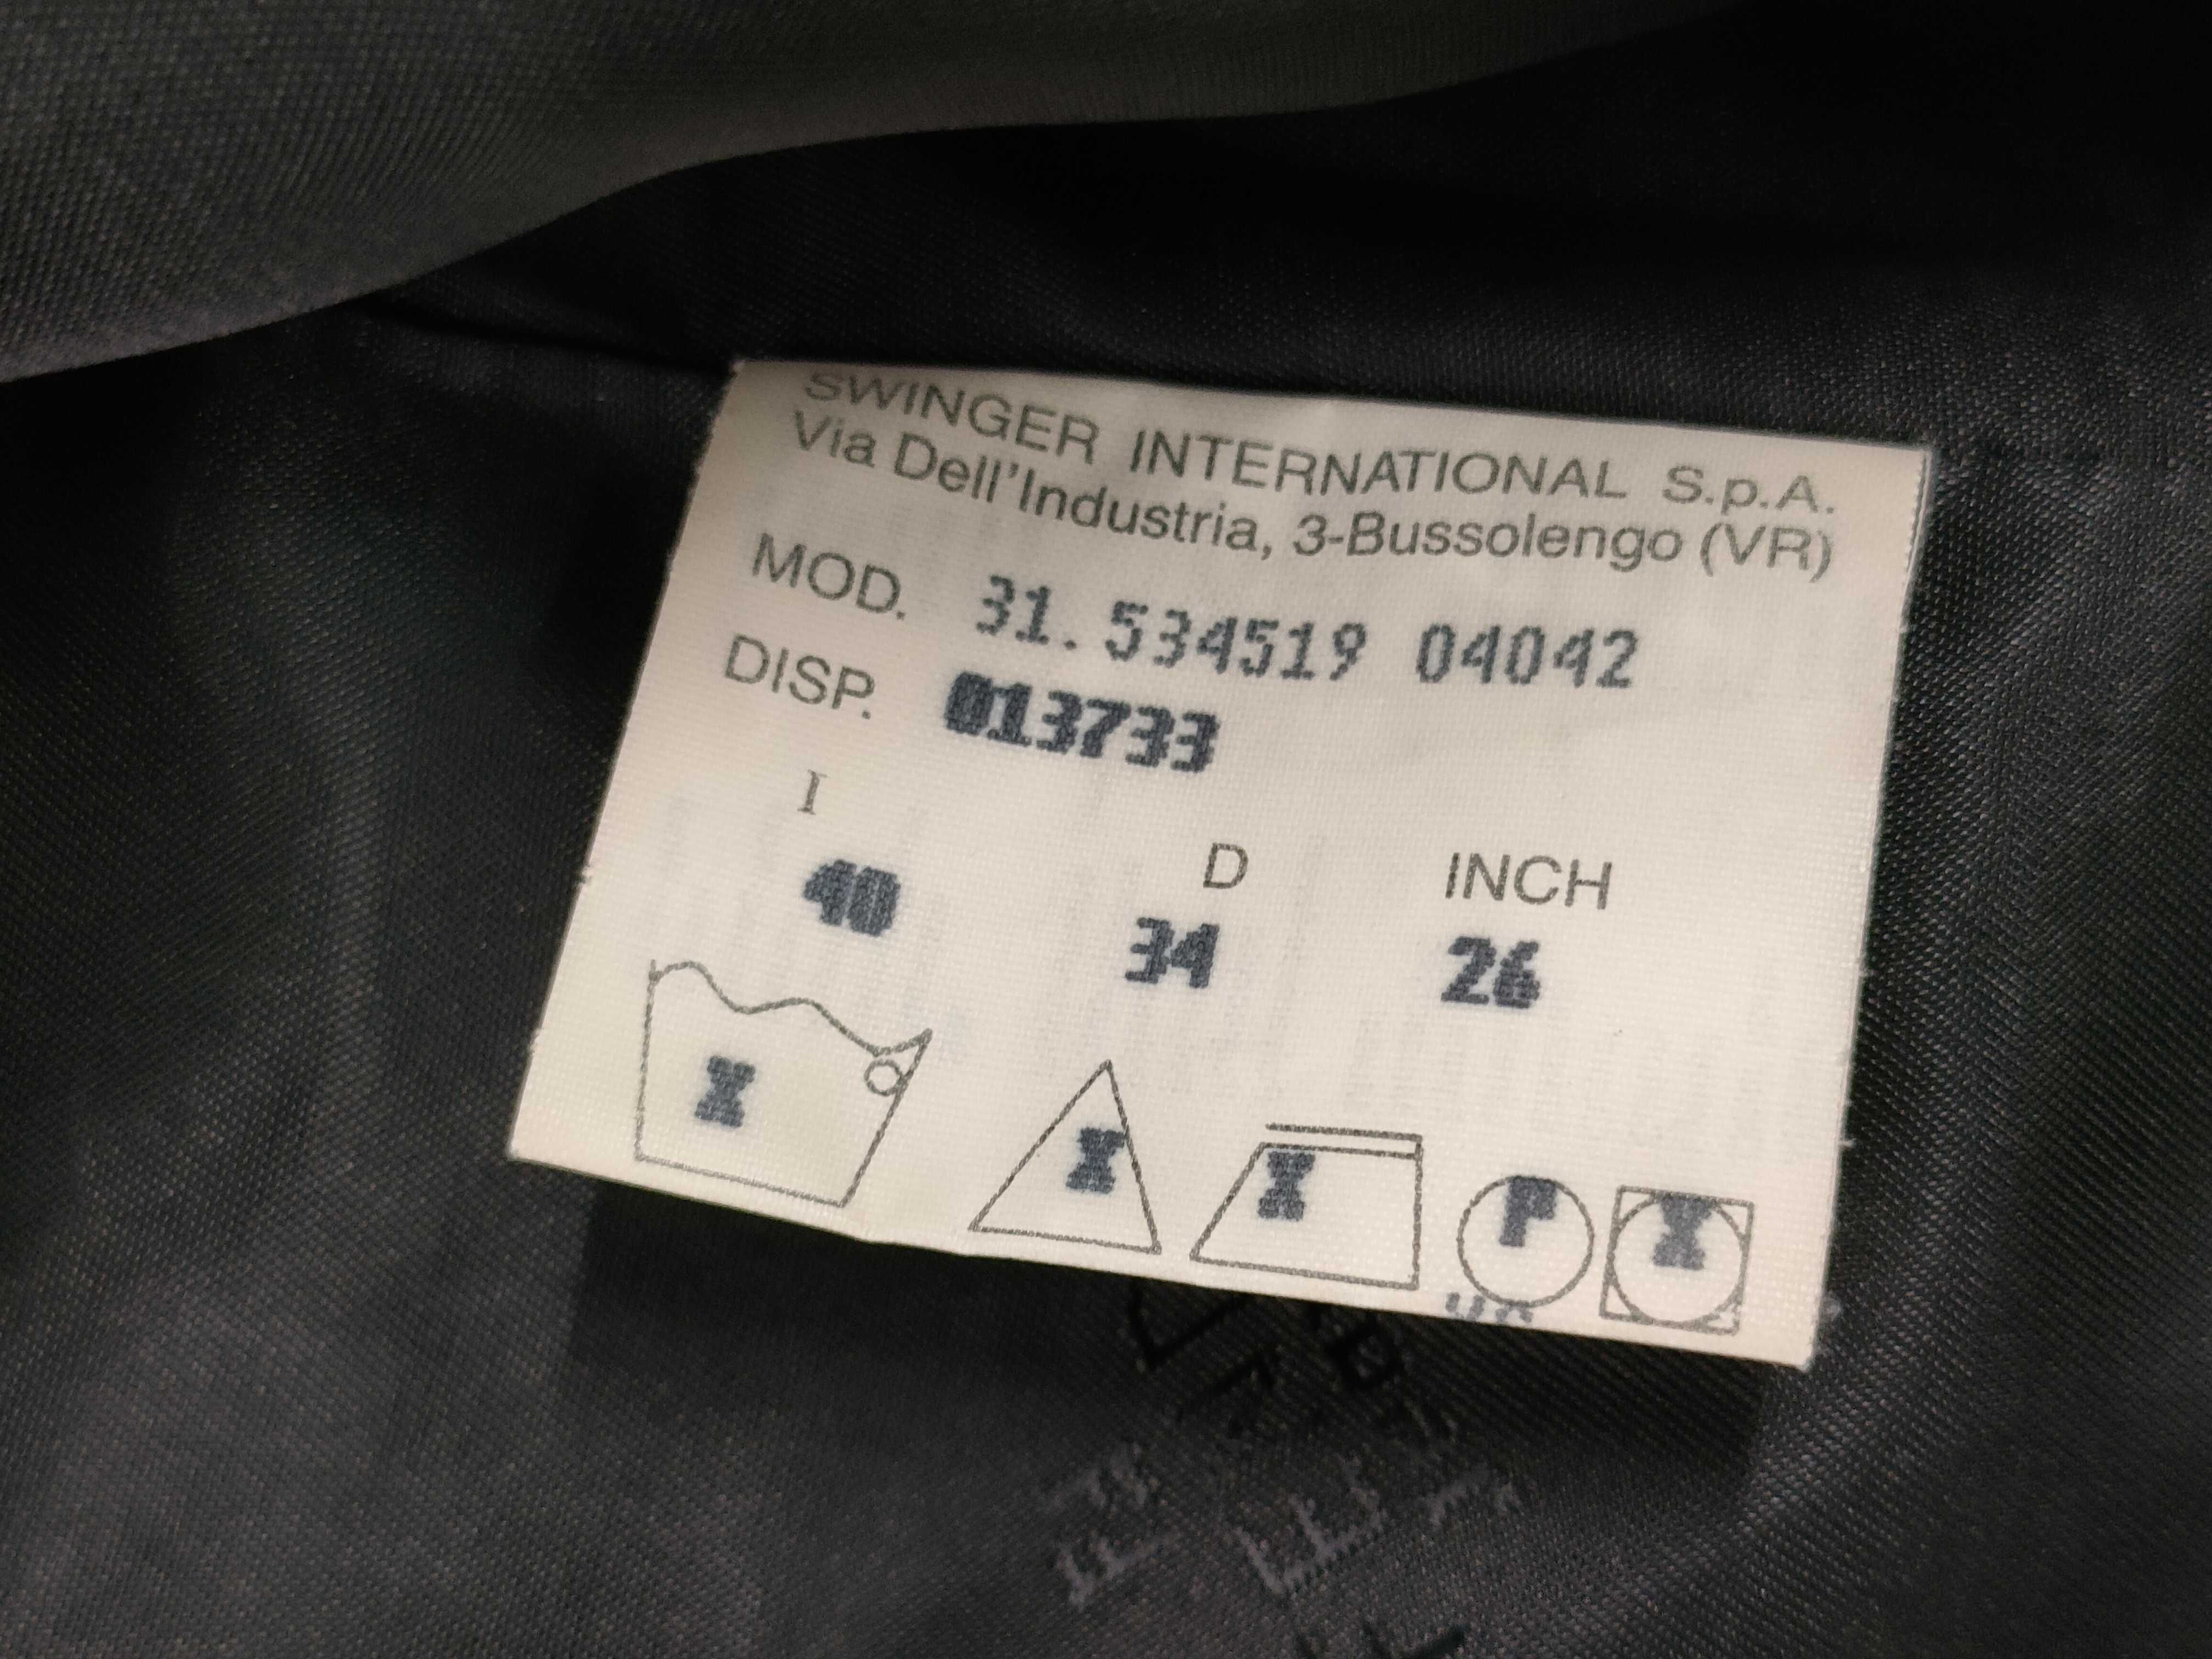 SWINGER INTERNATIONAL S.p.A.
Via Dell'Industria, 3-Bussolengo (VR)
MOD. 31.534519 04042
DISP. 013733
I D INCH
40 34 26
X X X P X